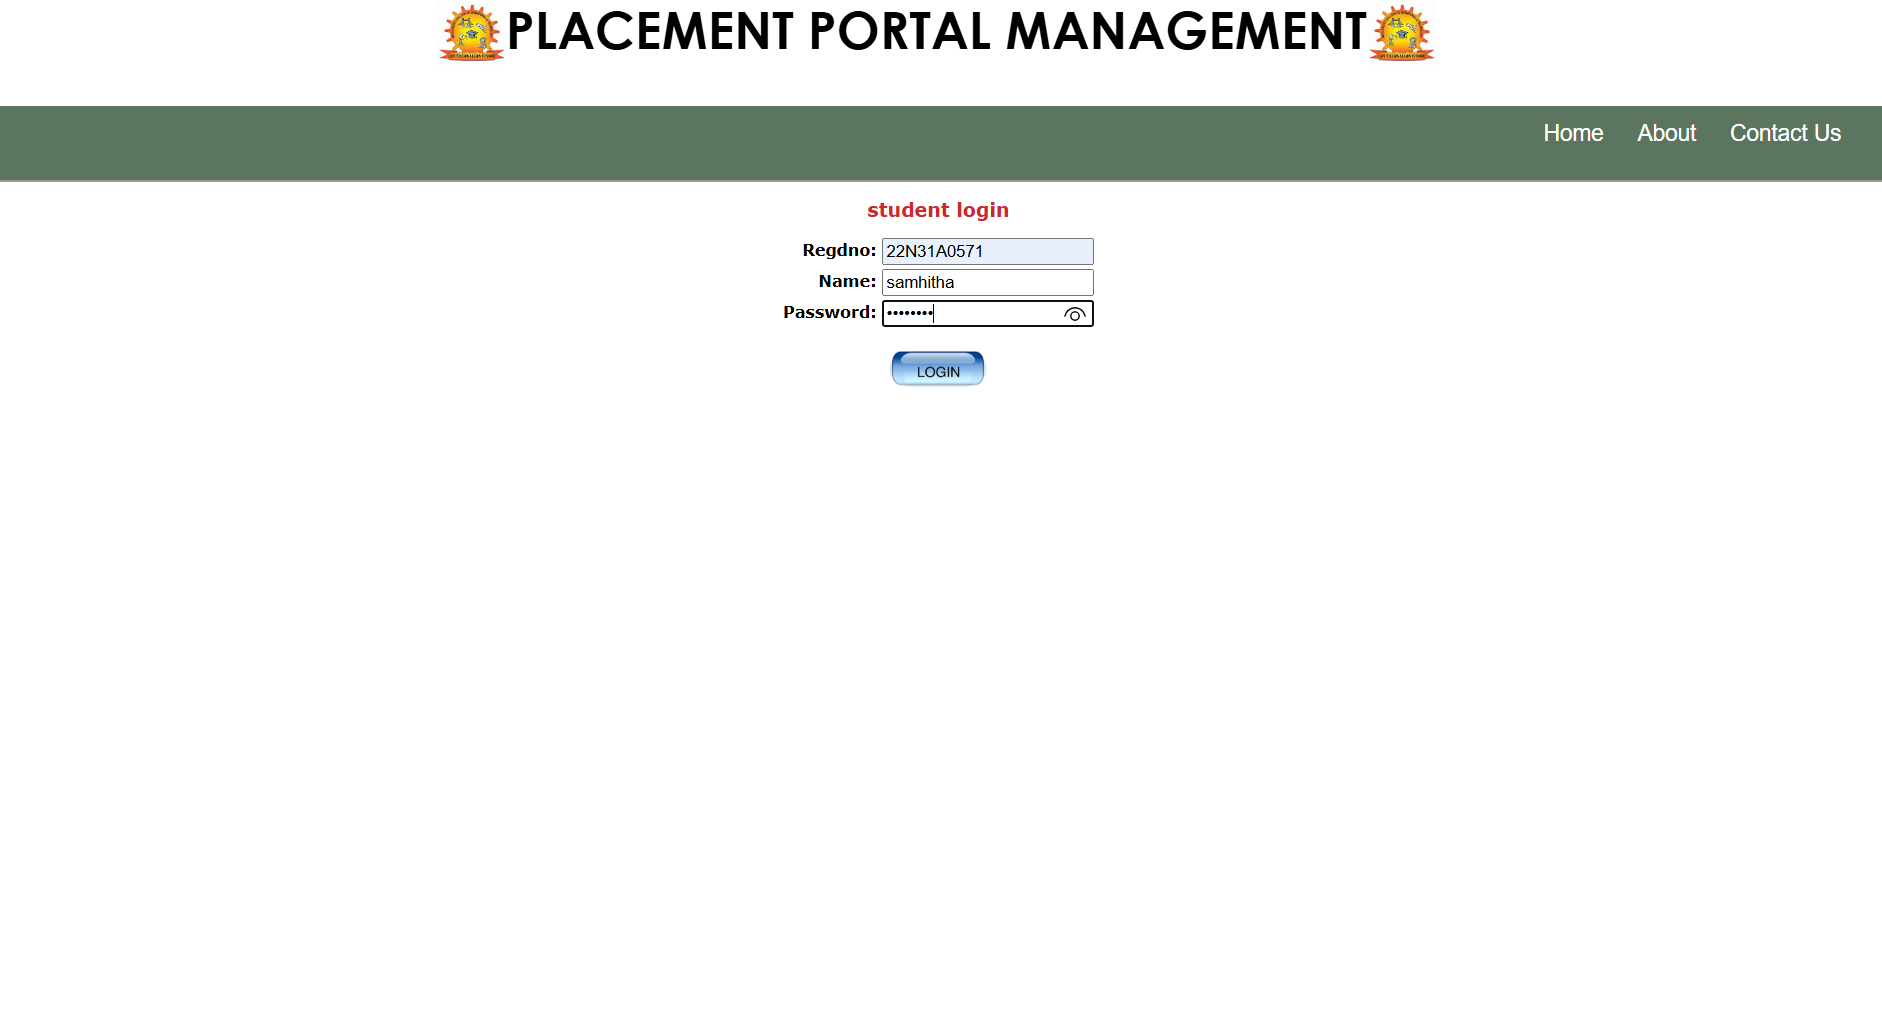 PLACEMENT PORTAL MANAGEMENT
Home About Contact Us
student login
Regdno: 22N31A0571
Name: samhitha
Password: ••••••••
LOGIN